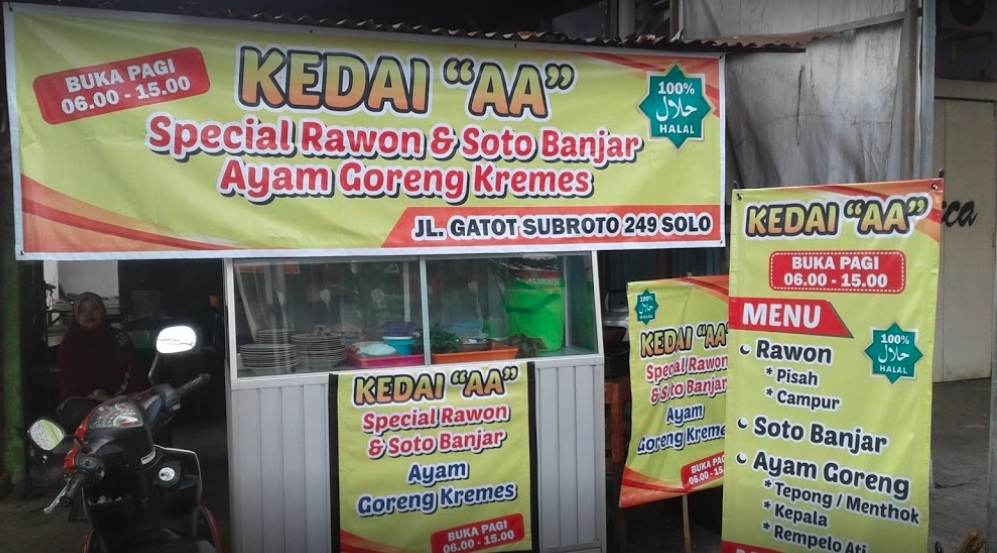 BUKA PAGI
06.00 - 15.00
KEDAI “AA”
100%
حلال
HALAL
Special Rawon & Soto Banjar
Ayam Goreng Kremes
JL. GATOT SUBROTO 249 SOLO
KEDAI “AA”
Special Rawon
& Soto Banjar
Ayam
Goreng Kremes
BUKA PAGI
06.00 - 15.00
100%
حلال
HALAL
KEDAI “AA”
Special Rawon
& Soto Banjar
Ayam
Goreng Kremes
BUKA PAGI
06.00 - 15.
KEDAI “AA”
BUKA PAGI
06.00 - 15.00
MENU
100%
حلال
HALAL
Rawon
* Pisah
* Campur
Soto Banjar
Ayam Goreng
* Tepong / Menthok
* Kepala
* Rempelo Ati